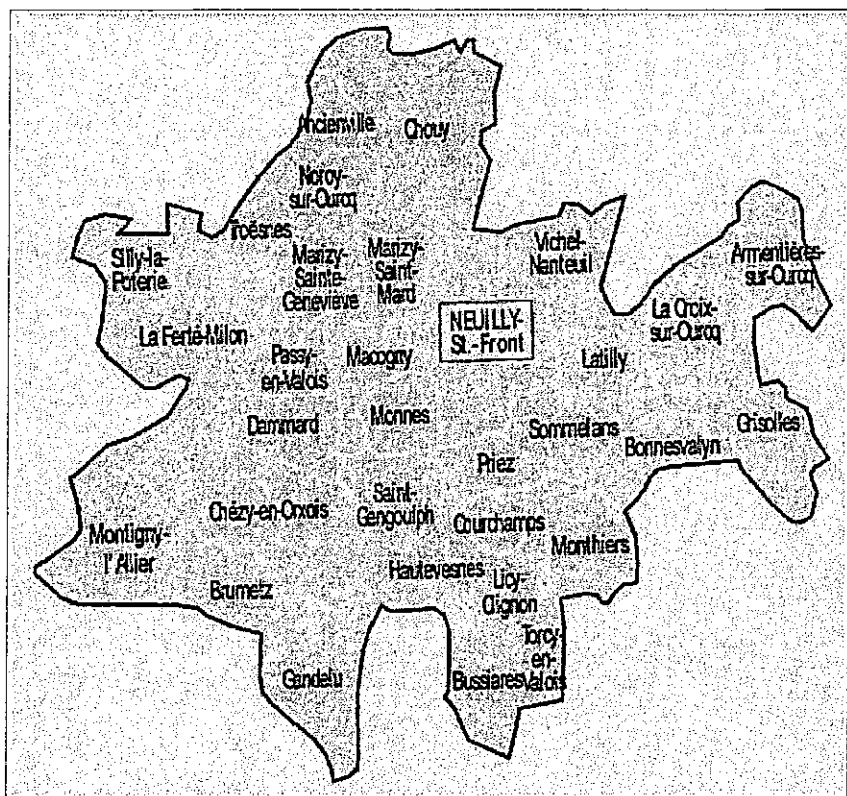 Ancienville
Chouy
Noroy-
sur-Ourcq
Troësnes
Silly-la-
Poterie
Marizy-
Sainte-
Geneviève
Marizy-
Saint-
Mard
Vichel-
Nanteuil
Armentières-
sur-Ourcq
La Croix-
sur-Ourcq
NEUILLY-
St.-Front
La Ferté-Milon
Passy-
en-Valois
Macogny
Latilly
Dammard
Monnes
Sommelans
Bonnesvalyn
Grisolles
Priez
Chézy-en-Orxois
Saint-
Gengoulph
Courchamps
Monthiers
Montigny-
l'Allier
Brumetz
Hautevesnes
Licy-
Clignon
Torcy-
en-
Valois
Gandelu
Bussiares